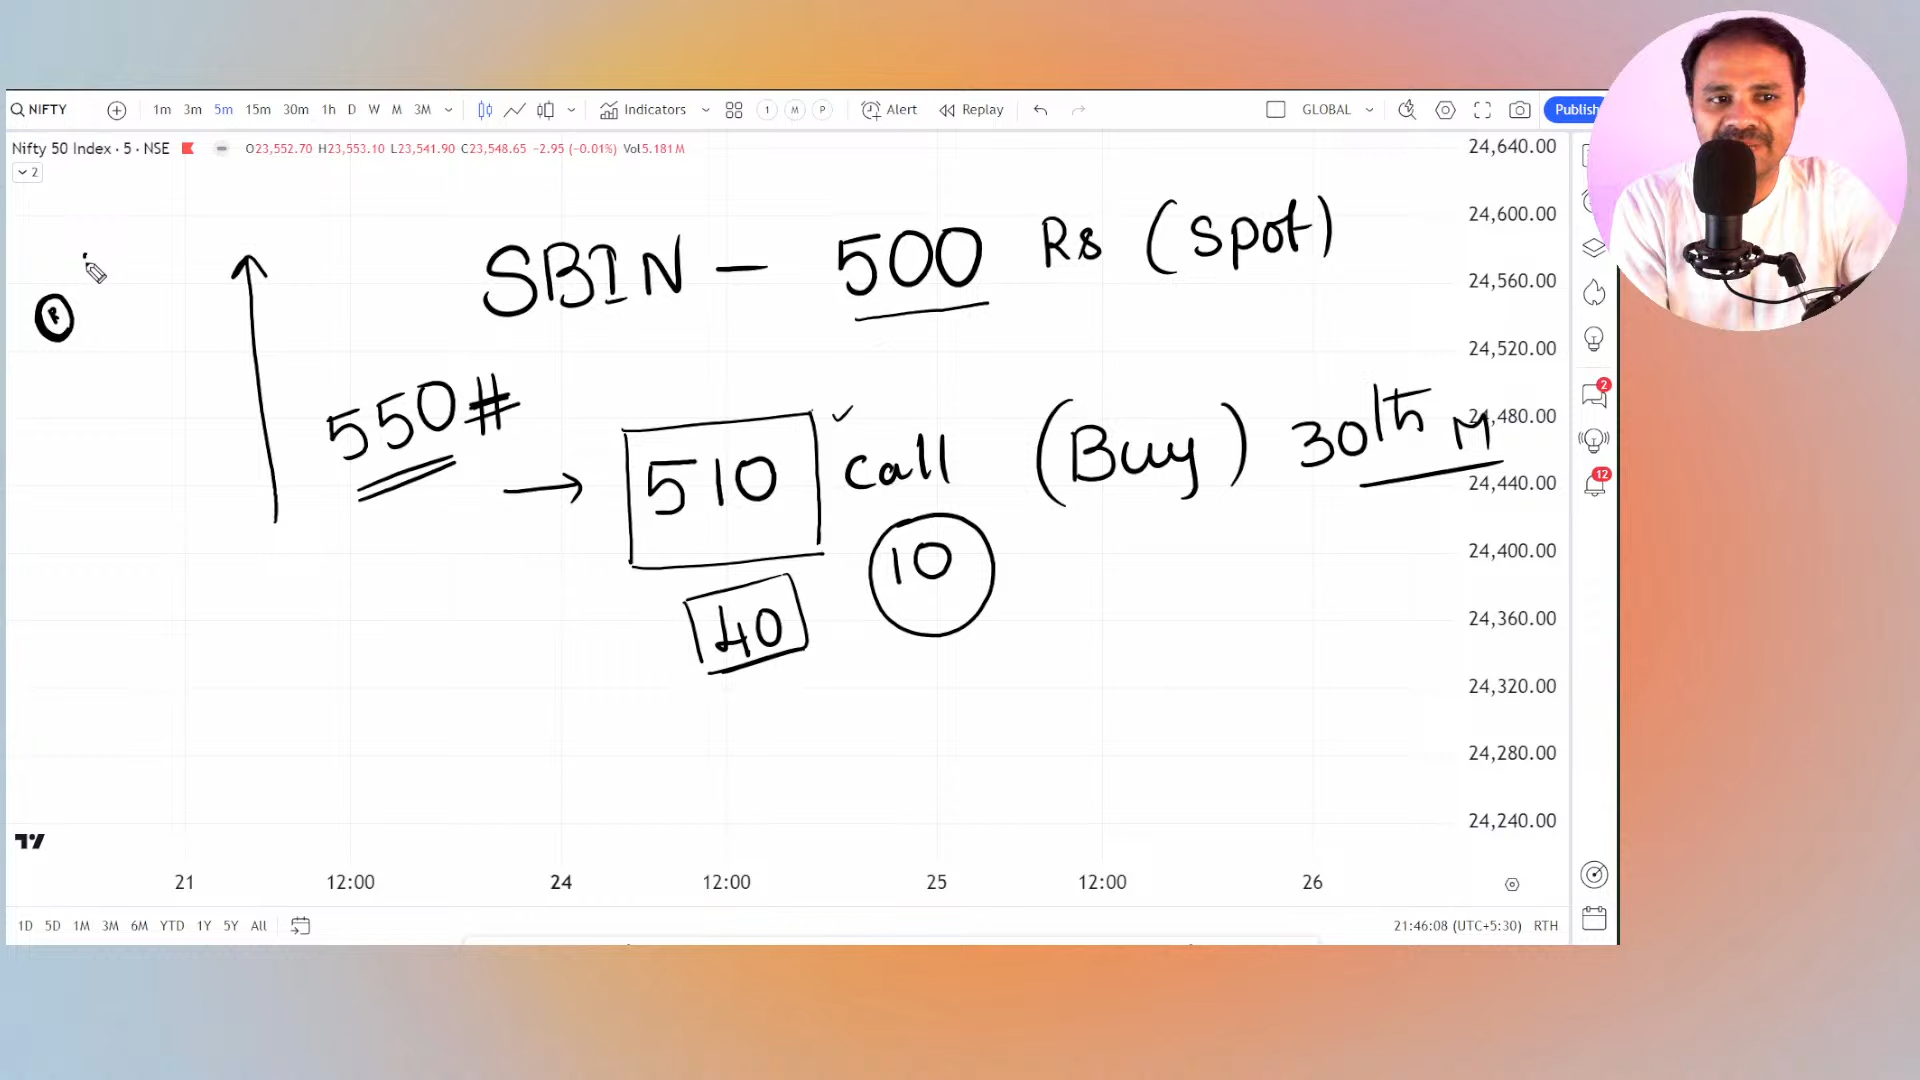 NIFTY 1m 3m 5m 15m 30m 1h D W M 3M Indicators 1 M P Alert Replay GLOBAL Publish
Nifty 50 Index · 5 · NSE O23,552.70 H23,553.10 L23,541.90 C23,548.65 −2.95 (−0.01%) Vol5.181M
2
24,640.00
24,600.00
24,560.00
24,520.00
24,480.00
24,440.00
24,400.00
24,360.00
24,320.00
24,280.00
24,240.00
SBIN - 500 Rs (spot)
R
550#
→ 510 call (Buy) 30th M
10
40
2
12
21 12:00 24 12:00 25 12:00 26
1D 5D 1M 3M 6M YTD 1Y 5Y All 21:46:08 (UTC+5:30) RTH